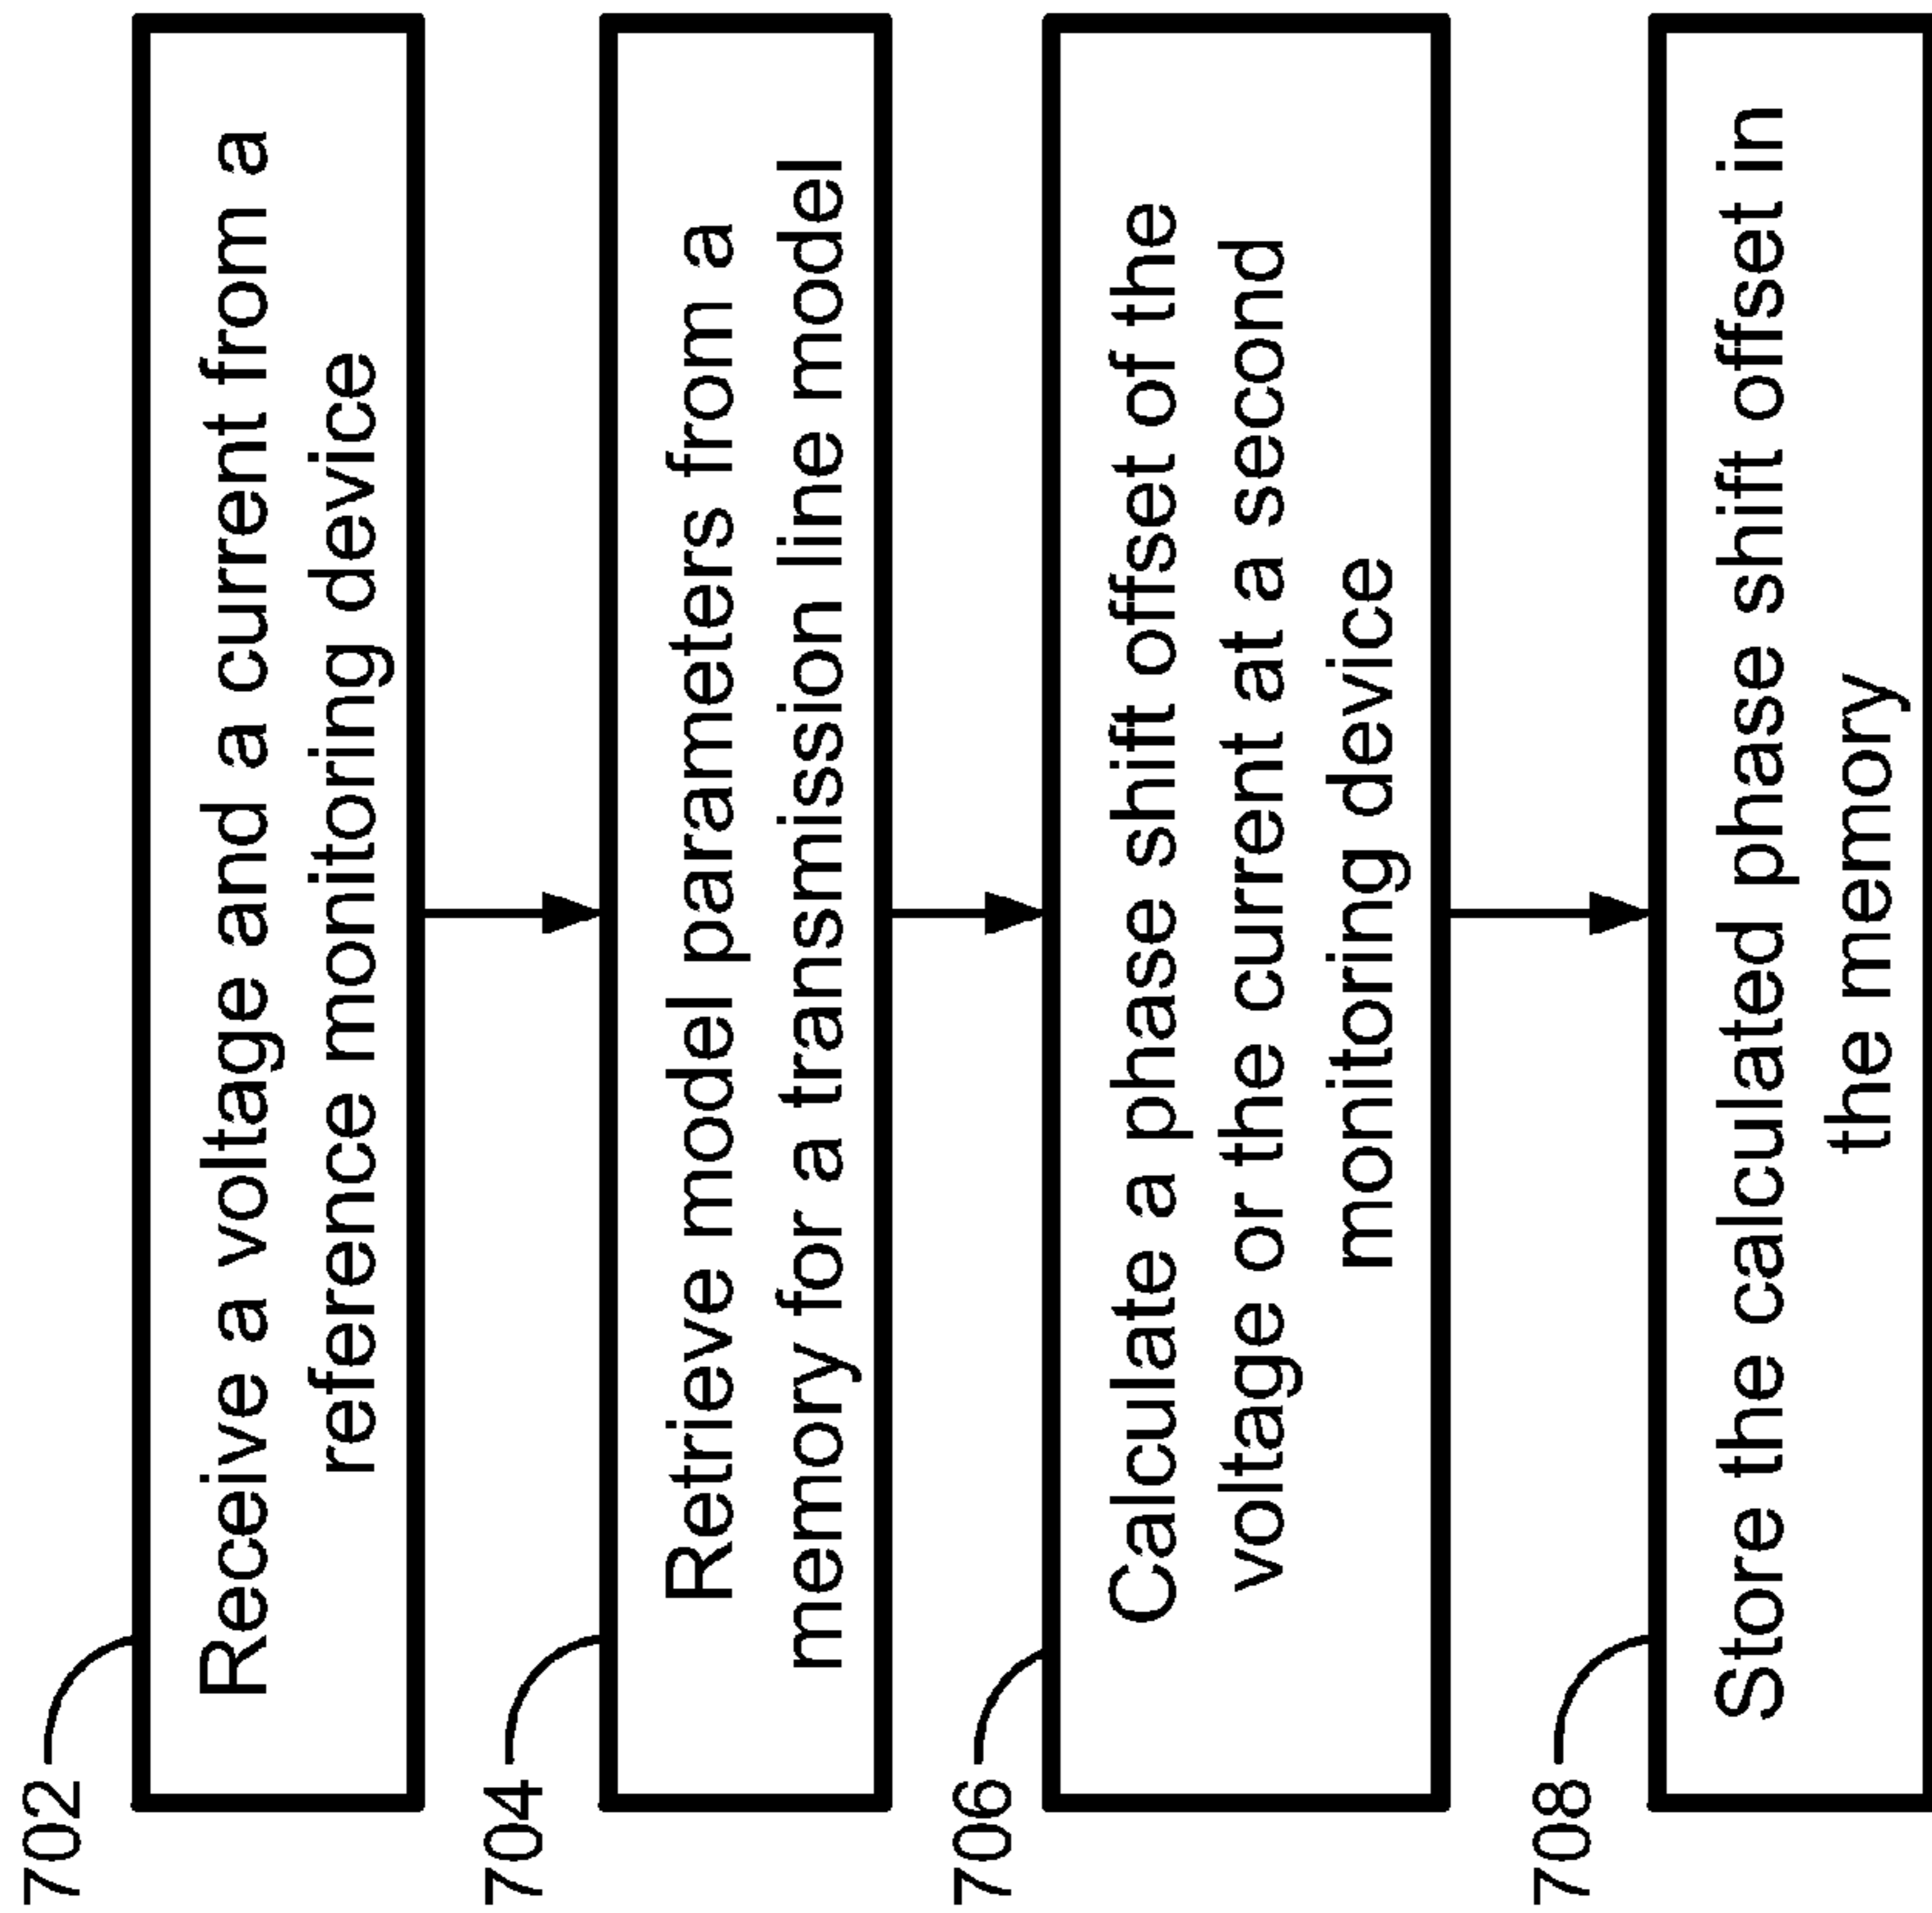 702
Receive a voltage and a current from a
reference monitoring device
704
Retrieve model parameters from a
memory for a transmission line model
706
Calculate a phase shift offset of the
voltage or the current at a second
monitoring device
708
Store the calculated phase shift offset in
the memory